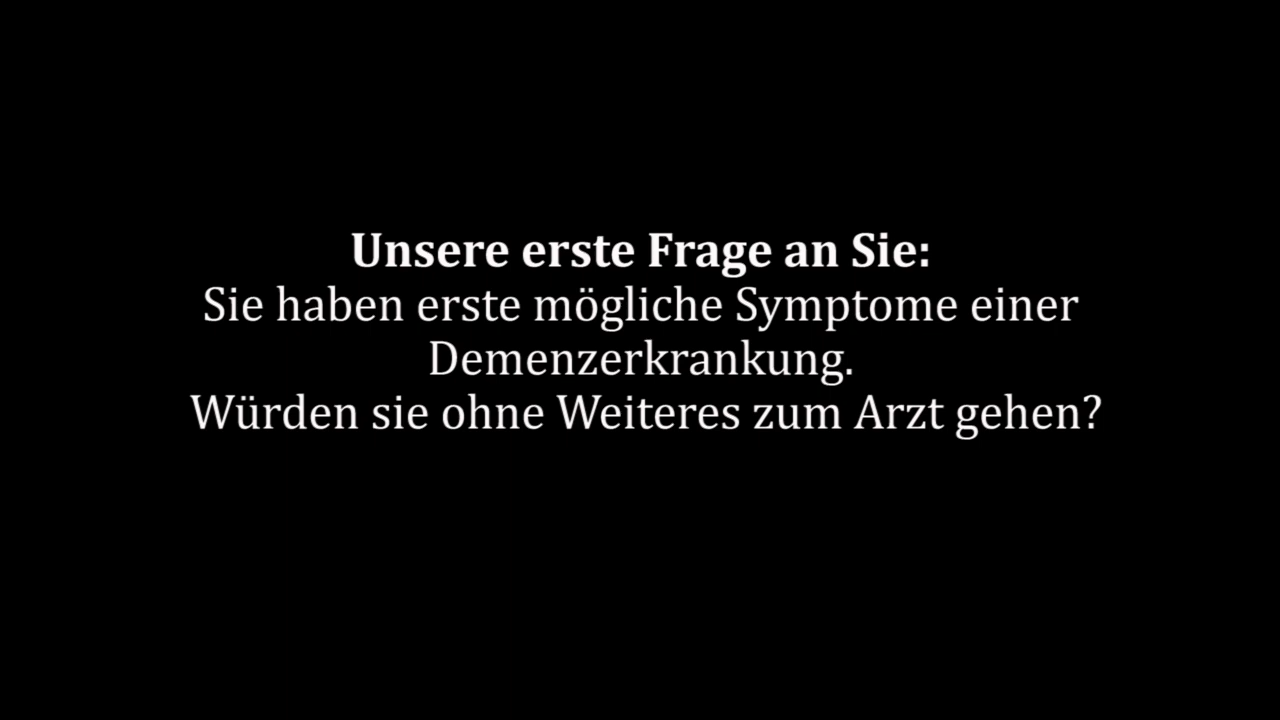 Unsere erste Frage an Sie:
Sie haben erste mögliche Symptome einer
Demenzerkrankung.
Würden sie ohne Weiteres zum Arzt gehen?